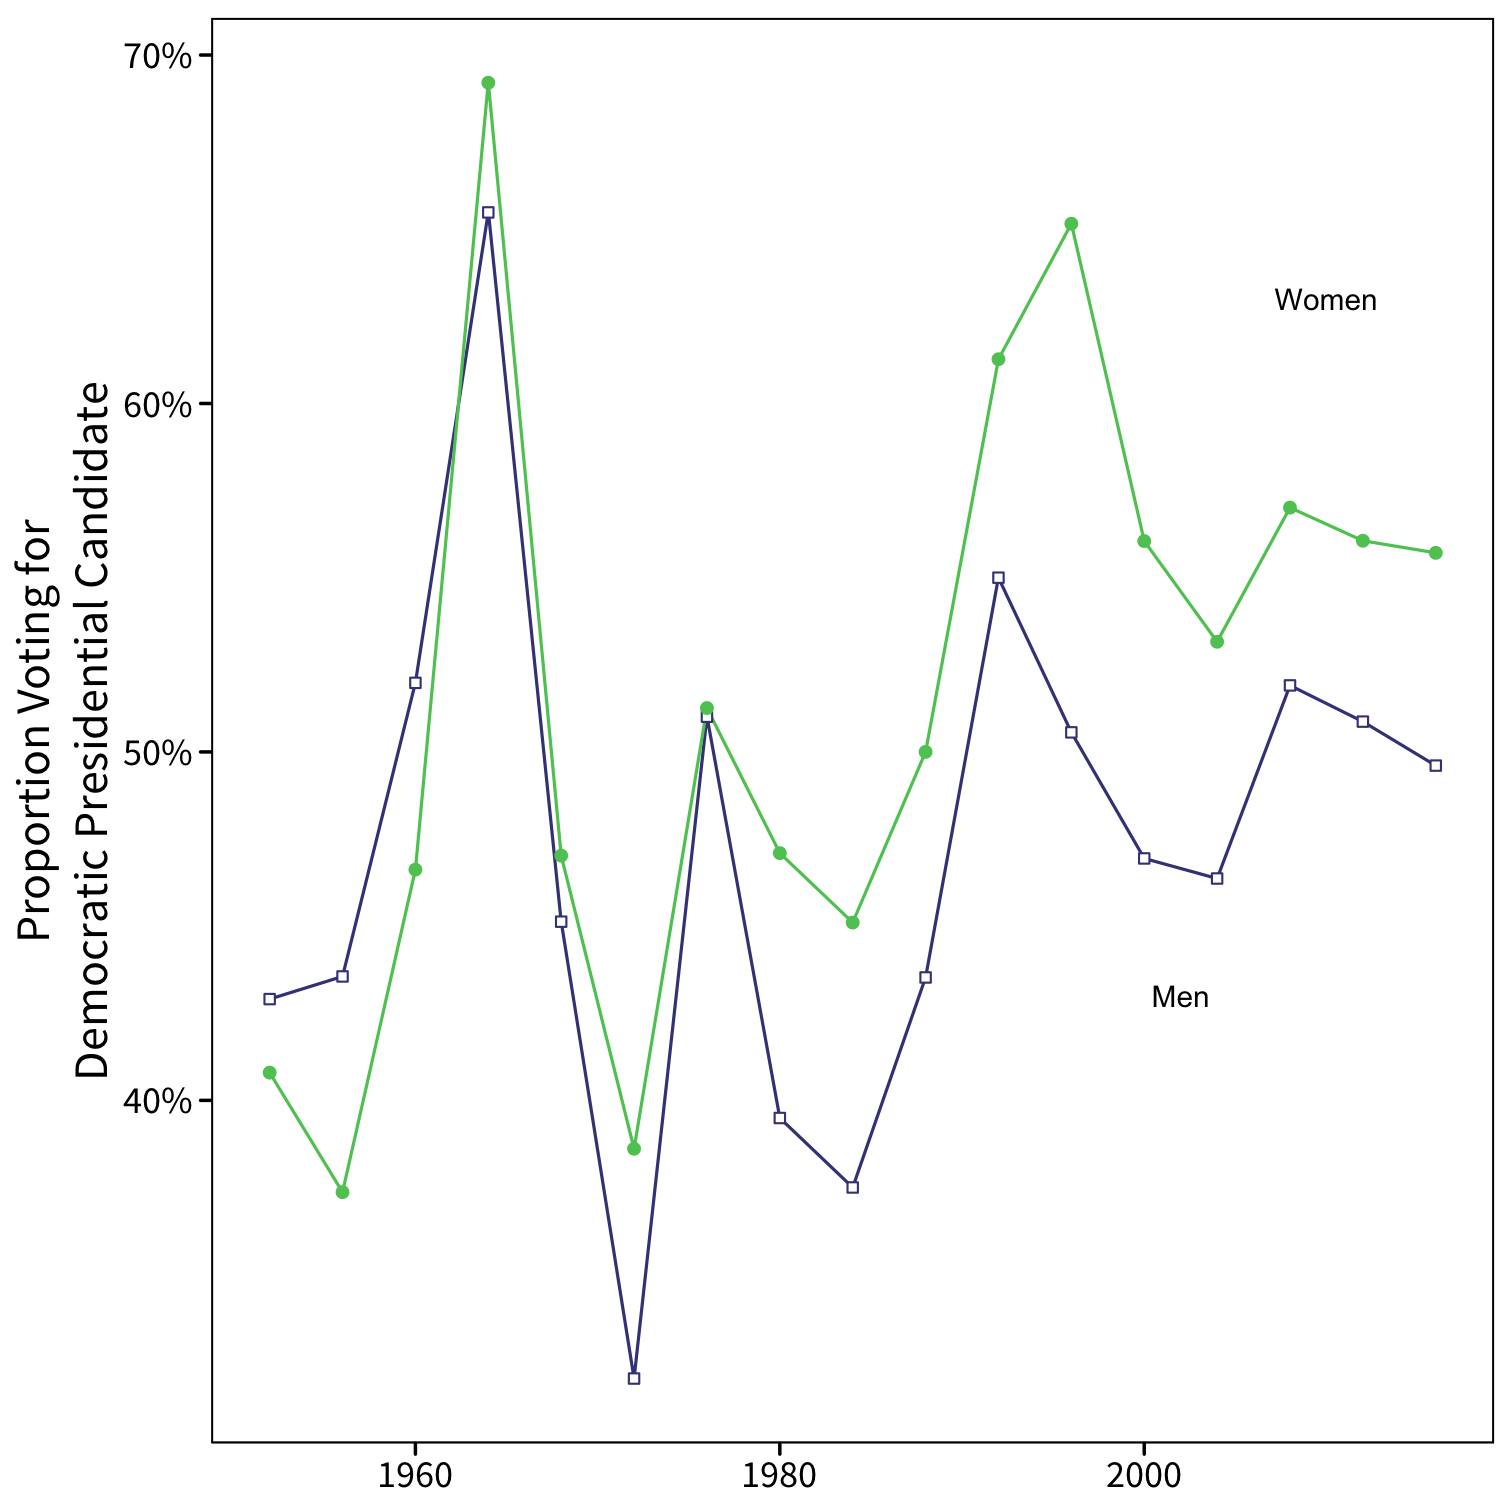 Proportion Voting for
Democratic Presidential Candidate
70%
60%
50%
40%
Women
Men
1960
1980
2000